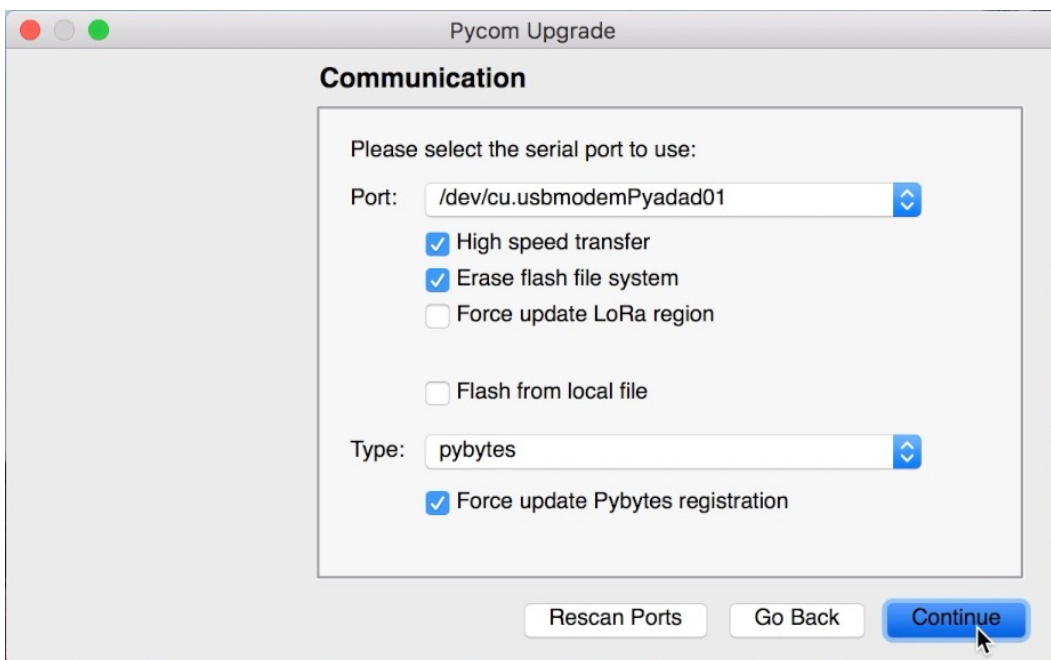 Pycom Upgrade
Communication
Please select the serial port to use:
Port: /dev/cu.usbmodemPyadad01
High speed transfer
Erase flash file system
Force update LoRa region
Flash from local file
Type: pybytes
Force update Pybytes registration
Rescan Ports Go Back Continue